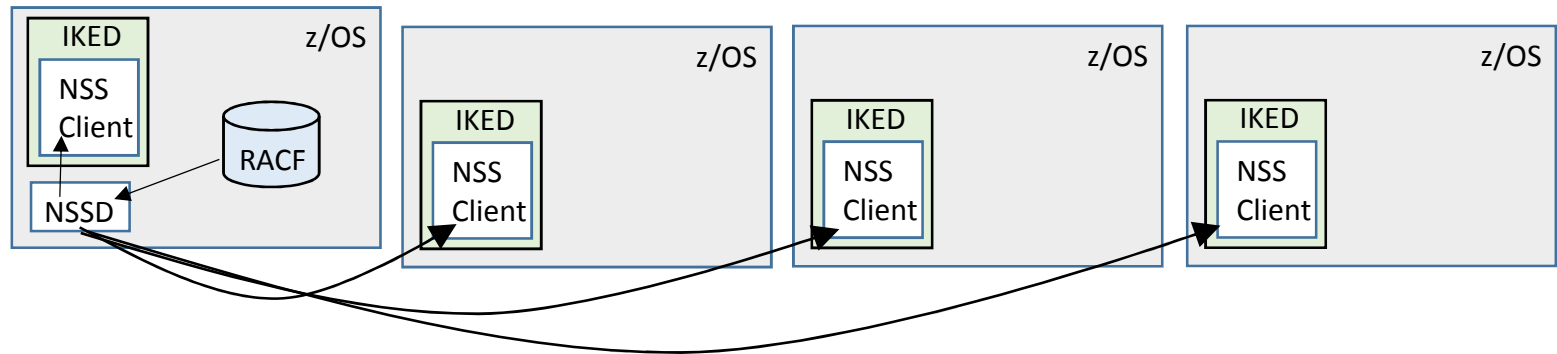 IKED
z/OS
NSS
Client
RACF
NSSD
z/OS
IKED
NSS
Client
z/OS
IKED
NSS
Client
z/OS
IKED
NSS
Client